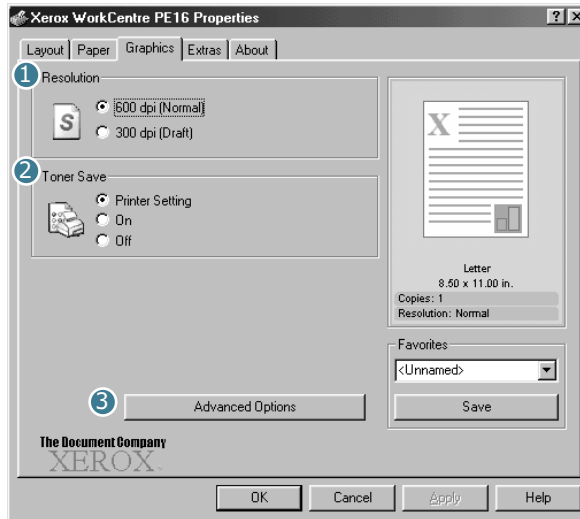 Xerox WorkCentre PE16 Properties
Layout Paper Graphics Extras About
1
Resolution
S
600 dpi (Normal)
300 dpi (Draft)
2
Toner Save
Printer Setting
On
Off
X
Letter
8.50 x 11.00 in.
Copies: 1
Resolution: Normal
Favorites
<Unnamed>
3
Advanced Options
Save
The Document Company
XEROX
OK Cancel Apply Help